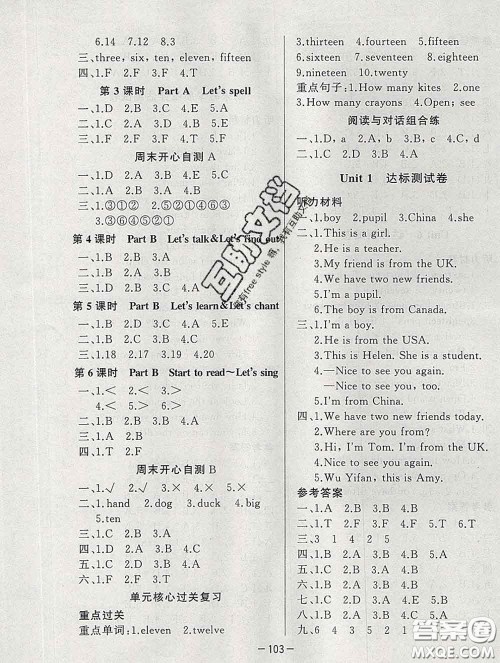 6.14　7.12　8.3
三、three, six, ten, eleven, fifteen
四、1.F　2.F　3.F　4.T
第 3 课时　Part A　Let's spell
一、1.B　2.D　3.C　4.E　5.A
二、1.D　2.A　3.B　4.C
周末开心自测 A
一、1.D　2.B　3.A　4.C
三、1.③①②　2.⑤②①④⑥③
3.⑥⑤①②④③
第 4 课时　Part B　Let's talk&Let's find out
一、1.B　2.B　3.A
二、1.D　2.A　3.B　4.C
第 5 课时　Part B　Let's learn&Let's chant
一、1.B　2.D　3.C　4.A
三、1.18　2.17　3.19　4.20
第 6 课时　Part B　Start to read～Let's sing
一、1.<　2.>　3.>　4.<　5.>
6.<
三、1.A　2.B
四、1.T　2.F　3.F
周末开心自测 B
一、1.√　2.√　3.×　4.×
二、1.hand　2.dog　3.duck　4.big
5.ten
三、1.C　2.D　3.B　4.A
五、1.B　2.D　3.A　4.E　5.C
六、1.F　2.T　3.F　4.F
单元核心过关复习
重点过关
重点单词:1.eleven　2.twelve
3.thirteen　4.fourteen　5.fifteen
6.sixteen　7.seventeen　8.eighteen
9.nineteen　10.twenty
重点句子:1.How many kites　2.one
3.How many crayons　4.Open; see
阅读与对话组合练
一、1.D, a　2.A, b　3.B, c　4.C, d
二、1.B　2.C　3.A　4.A
Unit 1　达标测试卷
听力材料
一、1.boy　2.pupil　3.China　4.she
二、1.This is a girl.
2.He is a teacher.
3.My friend is from the UK.
4.We have two new friends.
5.I'm a pupil.
6.The boy is from Canada.
三、1.I'm a boy.
2.He is from the USA.
3.This is Helen. She is a student.
4.—Nice to see you again.
—Nice to see you, too.
5.I'm from China.
四、1.We have two new friends today.
2.Where are you from?
3.Hi, I'm Tom. I'm from the UK.
4.—Nice to see you again.
5.Wu Yifan, this is Amy.
参考答案
一、1.A　2.B　3.B　4.B
二、1.T　2.F　3.F　4.F　5.T　6.T
三、3　1　4　2　5
四、1.B　2.A　3.B　4.B　5.A
五、1.C　2.D　3.A　4.B
六、1.D　2.A　3.E　4.C　5.B
七、1.B　2.B　3.A　4.A　5.B
八、1.C　2.D　3.A　4.E　5.B
九、6　4　3　5　2　1
— 103 —
互助文档